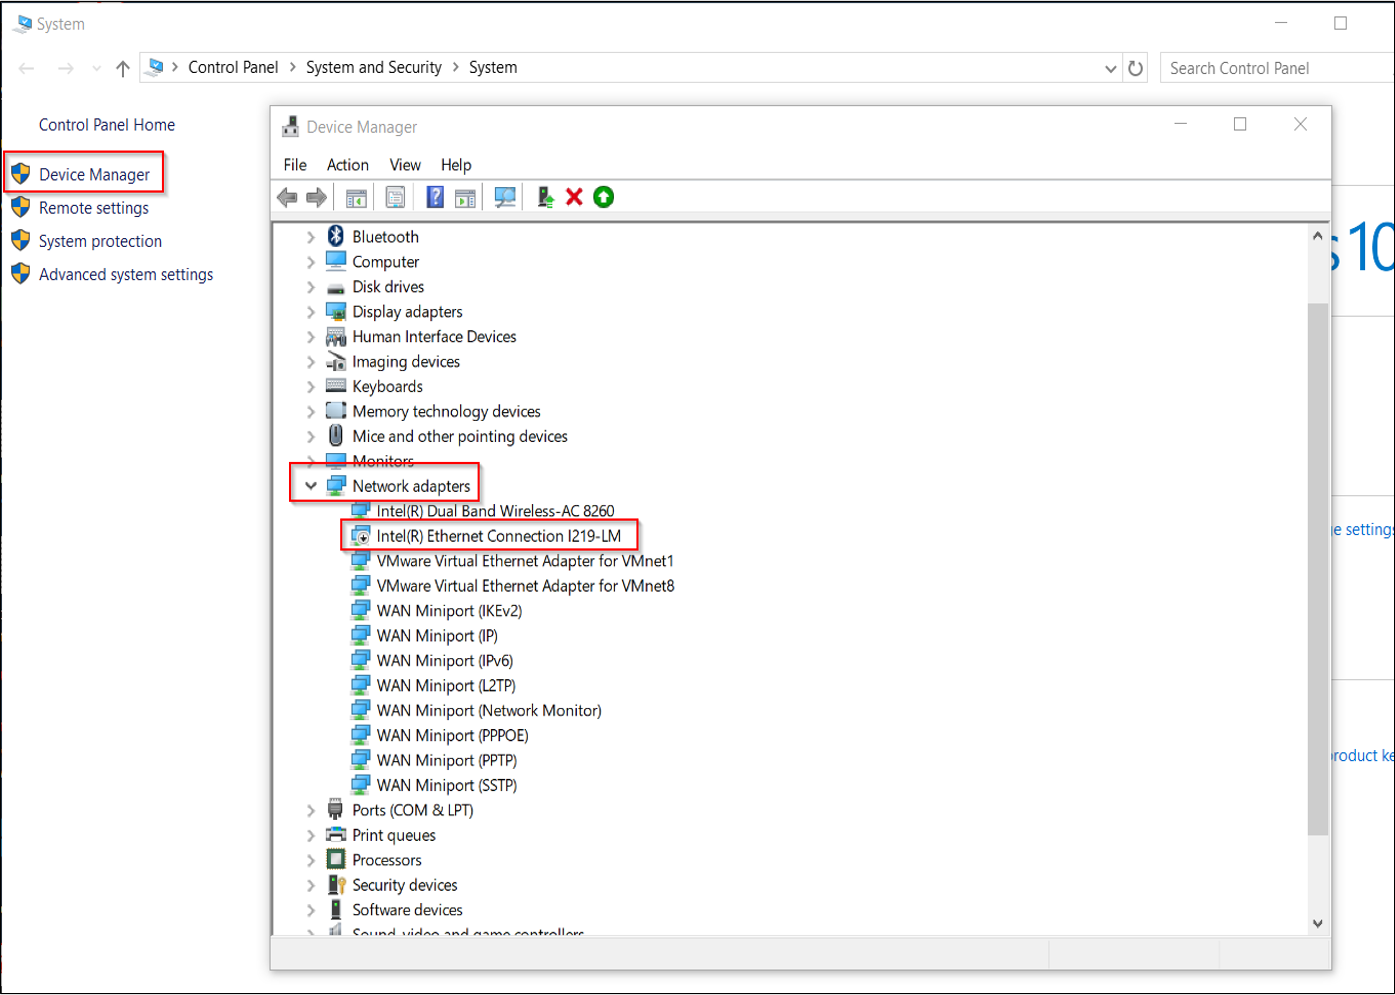 System
Control Panel > System and Security > System
Search Control Panel
Control Panel Home
Device Manager
Remote settings
System protection
Advanced system settings
Device Manager
File Action View Help
Bluetooth
Computer
Disk drives
Display adapters
Human Interface Devices
Imaging devices
Keyboards
Memory technology devices
Mice and other pointing devices
Monitors
Network adapters
Intel(R) Dual Band Wireless-AC 8260
Intel(R) Ethernet Connection I219-LM
VMware Virtual Ethernet Adapter for VMnet1
VMware Virtual Ethernet Adapter for VMnet8
WAN Miniport (IKEv2)
WAN Miniport (IP)
WAN Miniport (IPv6)
WAN Miniport (L2TP)
WAN Miniport (Network Monitor)
WAN Miniport (PPPOE)
WAN Miniport (PPTP)
WAN Miniport (SSTP)
Ports (COM & LPT)
Print queues
Processors
Security devices
Software devices
Sound, video and game controllers
s 10
ge settings
product ke